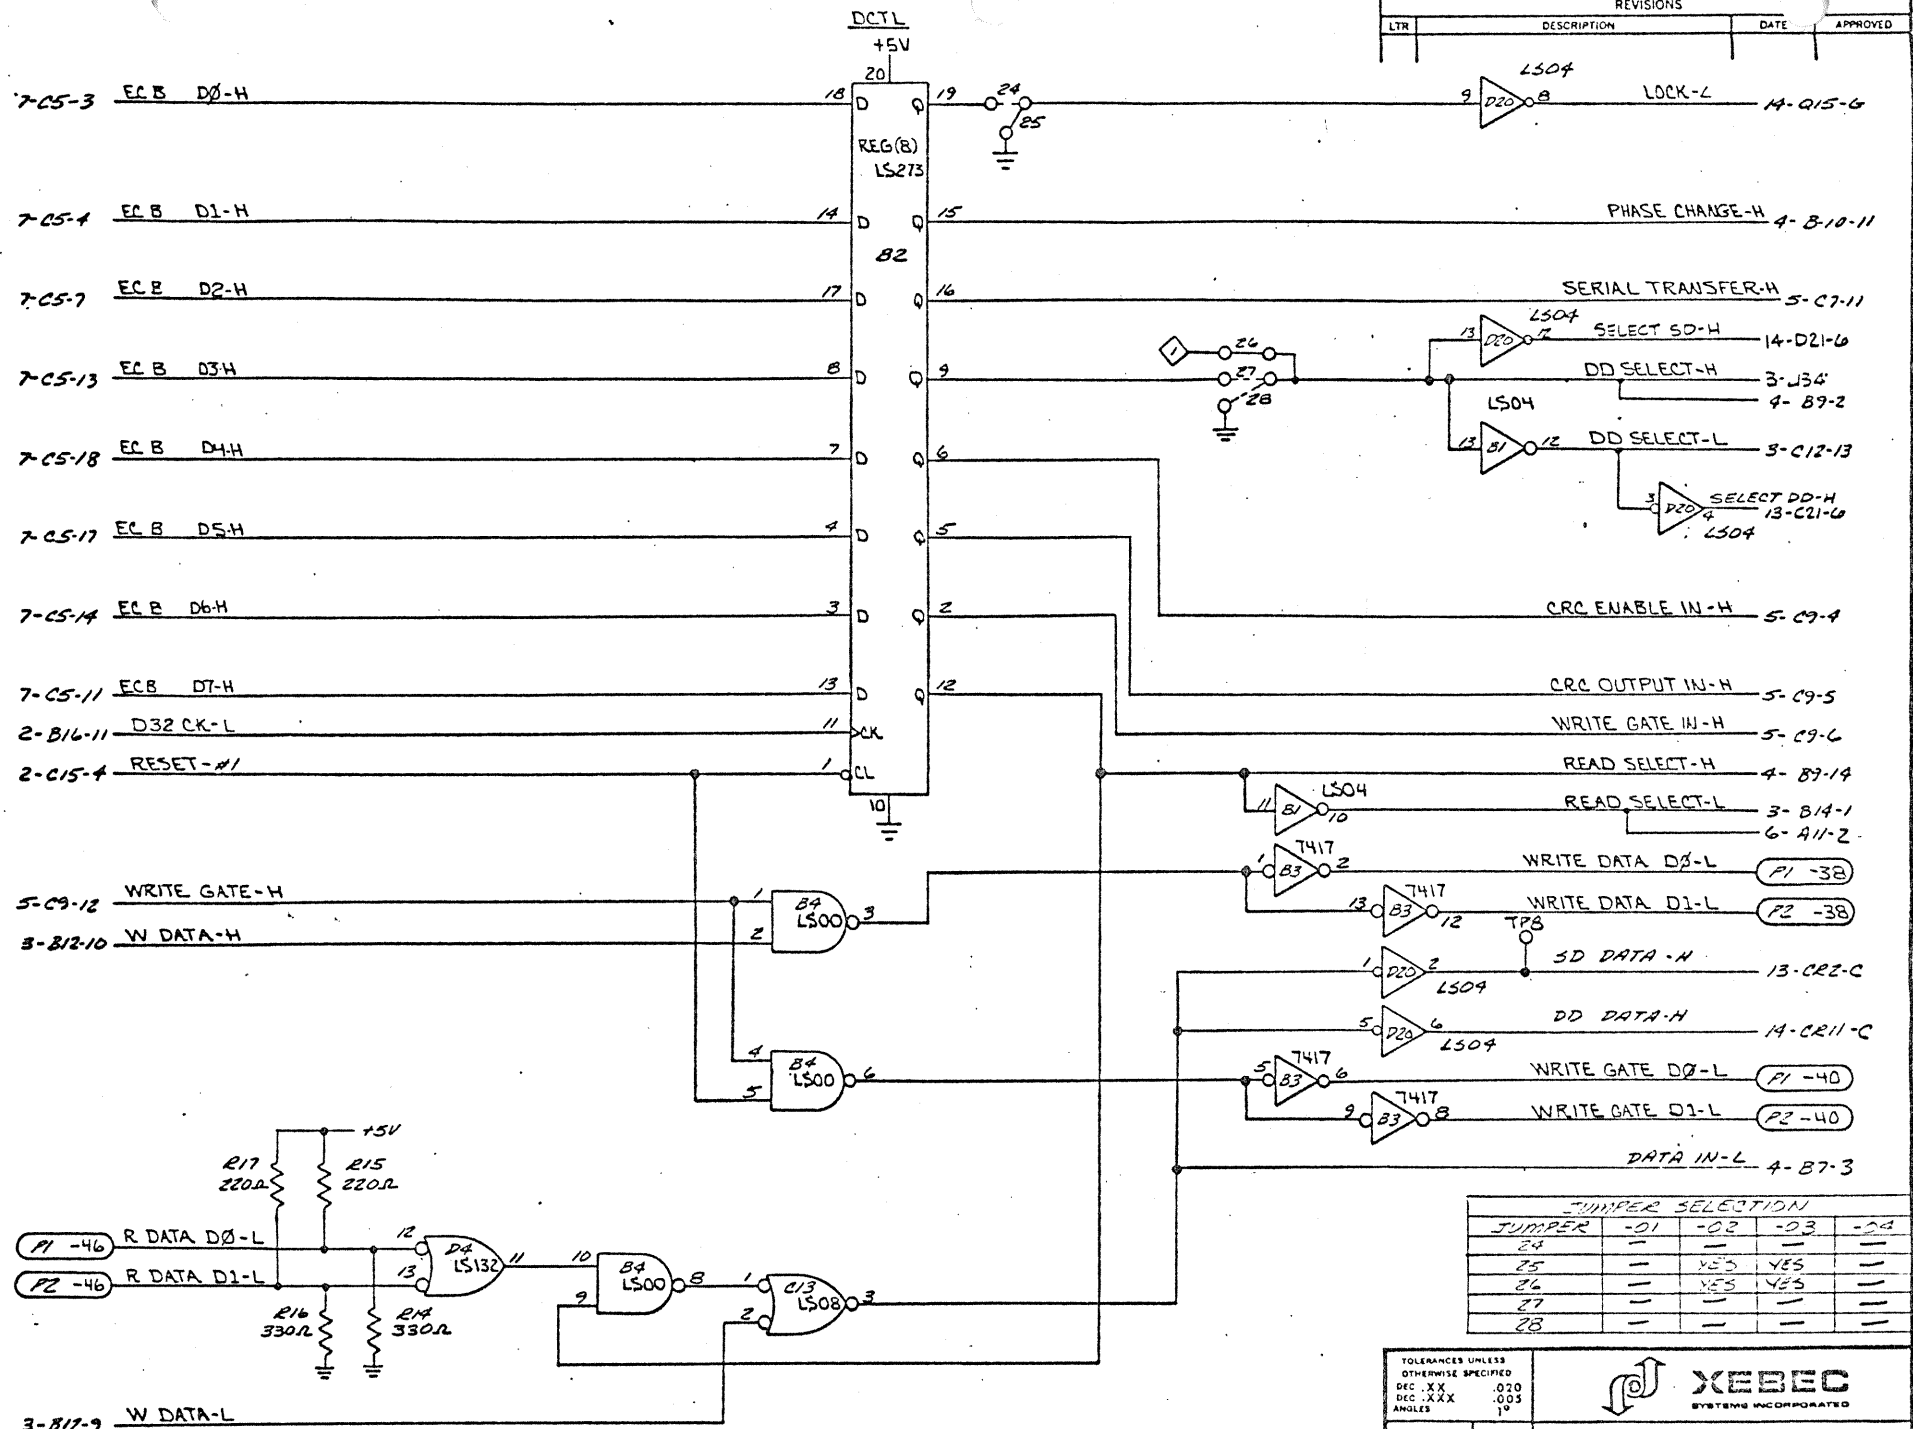 REVISIONS
LTR DESCRIPTION DATE APPROVED
DCTL
+5V
20
7-C5-3 ECB DØ-H 18 D Q 19 24 25 9 D20 8 LS04 LOCK-L 14-Q15-G
REG(8)
LS273
7-C5-4 ECB D1-H 14 D Q 15 PHASE CHANGE-H 4-B10-11
B2
7-C5-7 ECB D2-H 17 D Q 16 SERIAL TRANSFER-H 5-C7-11
1 26 13 D20 12 LS04 SELECT SD-H 14-D21-6
7-C5-13 ECB D3-H 8 D Q 9 27 DD SELECT-H 3-J34
28 4-B9-2
LS04
7-C5-18 ECB D4-H 7 D Q 6 13 B1 12 DD SELECT-L 3-C12-13
3 D20 4 SELECT DD-H
13-C21-6
LS04
7-C5-17 ECB D5-H 4 D Q 5
7-C5-14 ECB D6-H 3 D Q 2 CRC ENABLE IN-H 5-C9-4
7-C5-11 ECB D7-H 13 D Q 12 CRC OUTPUT IN-H 5-C9-5
2-B16-11 D32 CK-L 11 CK WRITE GATE IN-H 5-C9-6
2-C15-4 RESET-#1 1 CL READ SELECT-H 4-B9-14
10
11 B1 10 LS04 READ SELECT-L 3-B14-1
6-A11-2
1 B3 2 7417 WRITE DATA DØ-L P1-38
5-C9-12 WRITE GATE-H 1 B4 LS00 3
13 B3 12 7417 WRITE DATA D1-L P2-38
3-B12-10 W DATA-H 2
TP8
1 D20 2 LS04 SD DATA-H 13-CR2-C
5 D20 6 LS04 DD DATA-H 14-CR11-C
4 B4 LS00 6
5
5 B3 6 7417 WRITE GATE DØ-L P1-40
9 B3 8 7417 WRITE GATE D1-L P2-40
+5V
R17 220Ω R15 220Ω
DATA IN-L 4-B7-3
P1-46 R DATA DØ-L 12 D4 LS132 11 10 B4 LS00 8 1 C13 LS08 3
P2-46 R DATA D1-L 13 9 2
R16 330Ω R14 330Ω
W DATA-L
JUMPER SELECTION
JUMPER -01 -02 -03 -04
24 — — — —
25 — YES YES —
26 — YES YES —
27 — — — —
28 — — — —
TOLERANCES UNLESS
OTHERWISE SPECIFIED
DEC .XX .020
DEC .XXX .005
ANGLES 1°
XEBEC
SYSTEMS INCORPORATED